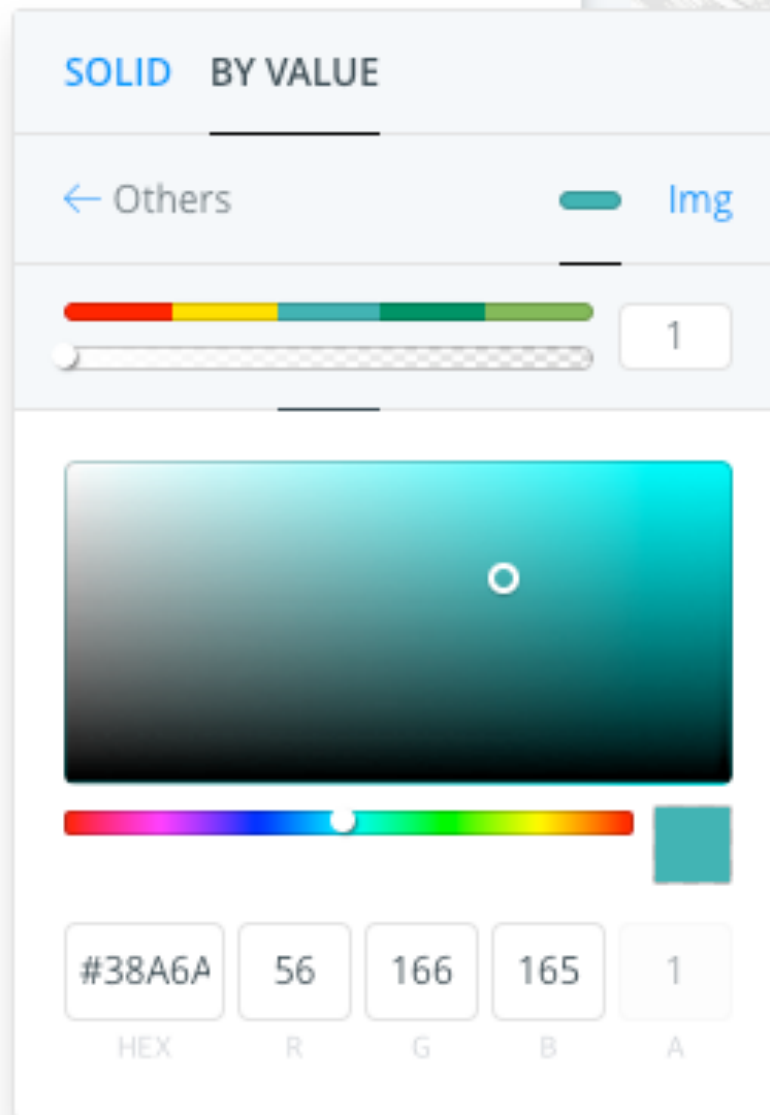 SOLID BY VALUE
← Others Img
1
#38A6A 56 166 165 1
HEX R G B A